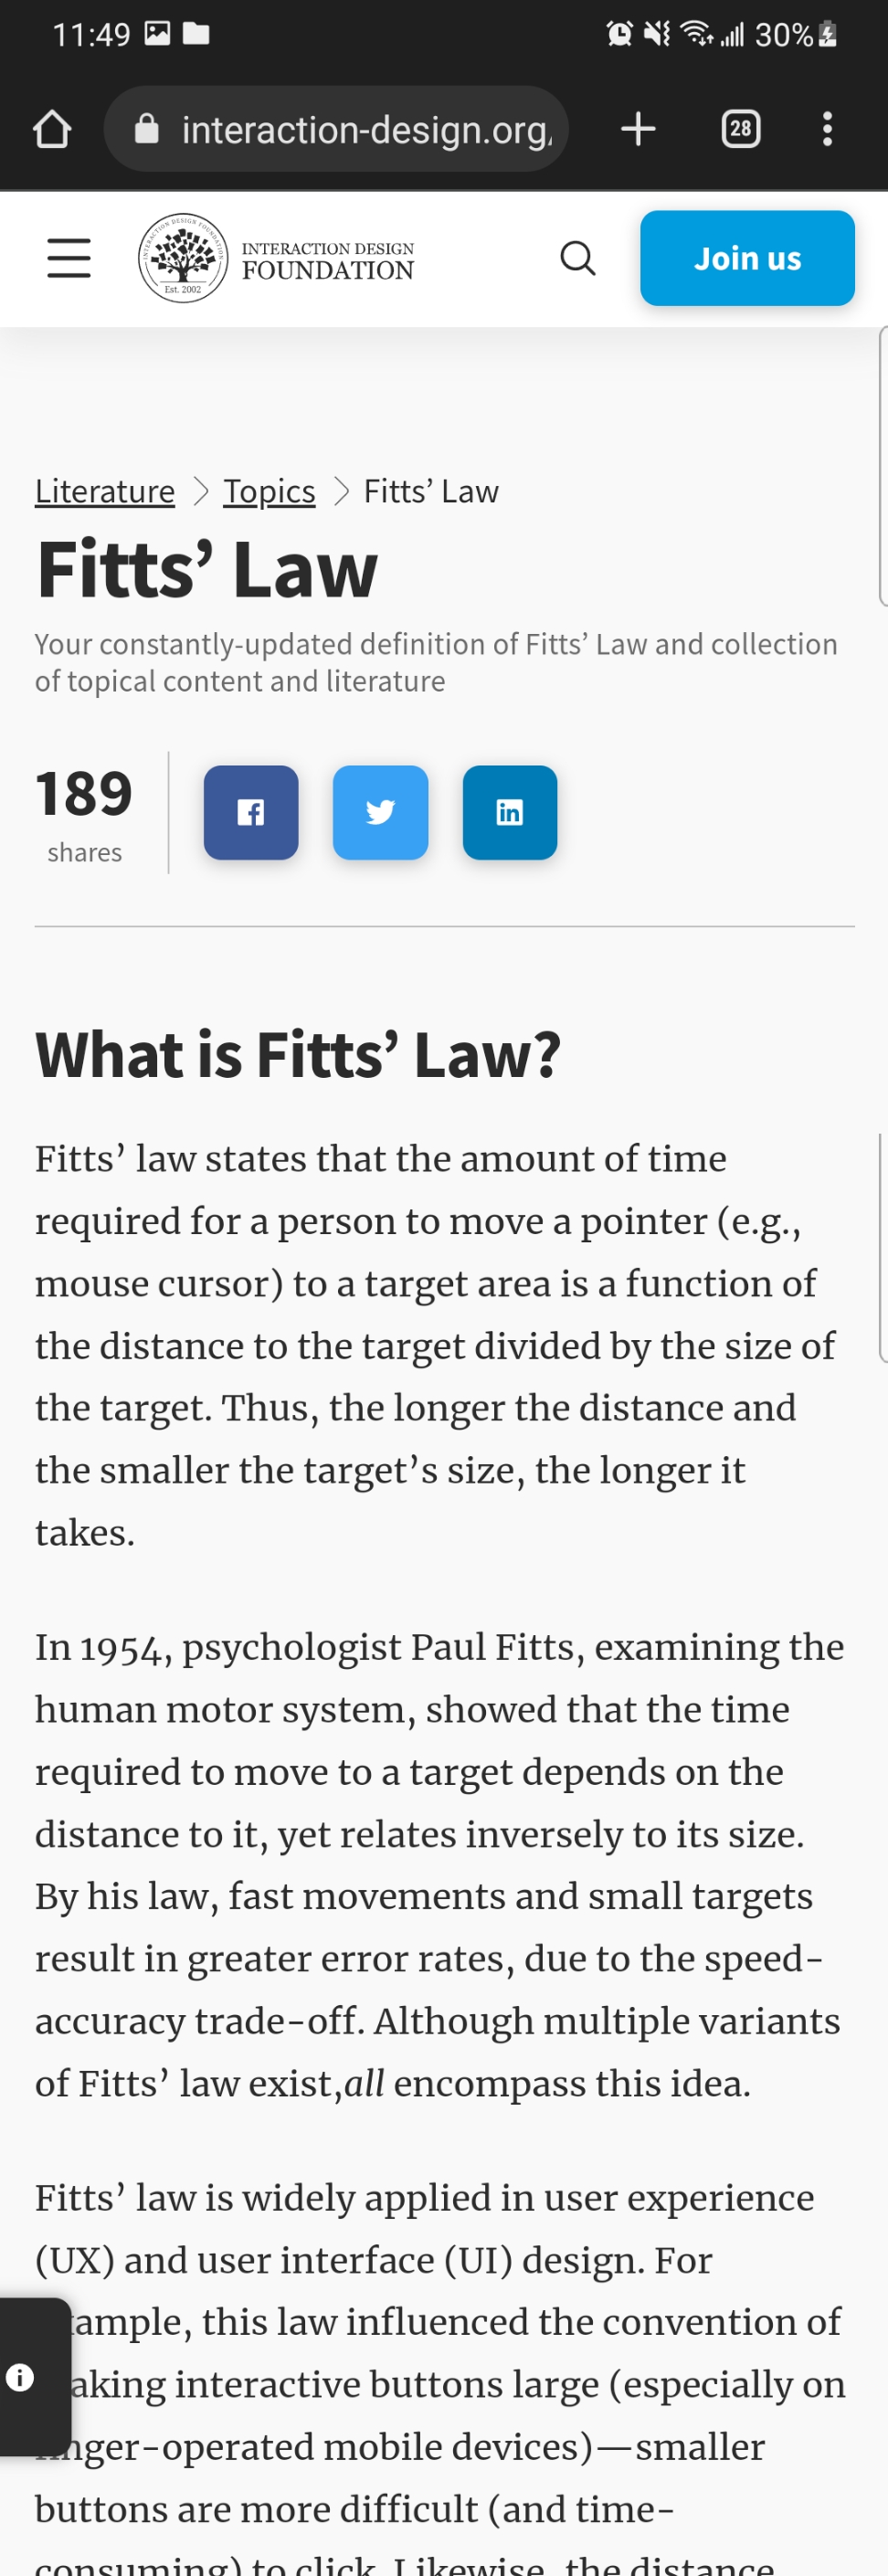 11:49
30%
interaction-design.org
28
INTERACTION DESIGN FOUNDATION
Est. 2002
INTERACTION DESIGN
FOUNDATION
Join us
Literature > Topics > Fitts’ Law
Fitts’ Law
Your constantly-updated definition of Fitts’ Law and collection
of topical content and literature
189
shares
What is Fitts’ Law?
Fitts’ law states that the amount of time
required for a person to move a pointer (e.g.,
mouse cursor) to a target area is a function of
the distance to the target divided by the size of
the target. Thus, the longer the distance and
the smaller the target’s size, the longer it
takes.
In 1954, psychologist Paul Fitts, examining the
human motor system, showed that the time
required to move to a target depends on the
distance to it, yet relates inversely to its size.
By his law, fast movements and small targets
result in greater error rates, due to the speed-
accuracy trade-off. Although multiple variants
of Fitts’ law exist,all encompass this idea.
Fitts’ law is widely applied in user experience
(UX) and user interface (UI) design. For
ample, this law influenced the convention of
aking interactive buttons large (especially on
nger-operated mobile devices)—smaller
buttons are more difficult (and time-
consuming) to click. Likewise, the distance